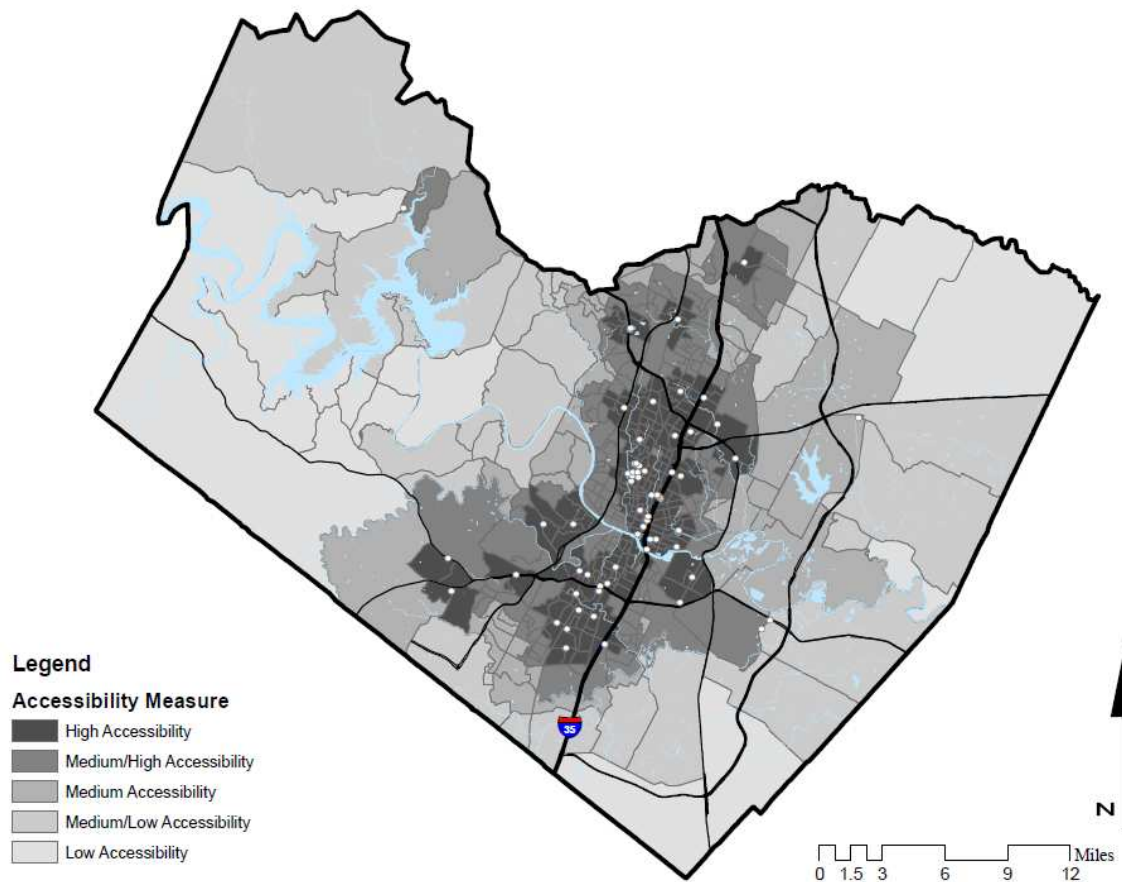 35
Legend
Accessibility Measure
High Accessibility
Medium/High Accessibility
Medium Accessibility
Medium/Low Accessibility
Low Accessibility
N
Miles
0 1.5 3 6 9 12